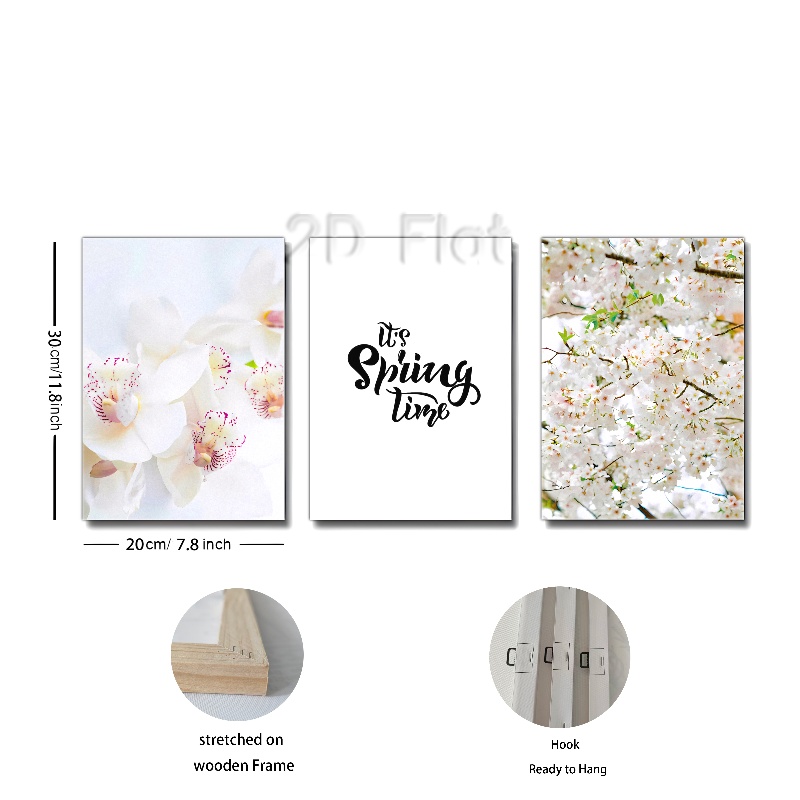 2D Flat
it's
Spring
time
30cm/11.8inch
20cm/ 7.8 inch
stretched on
wooden Frame
Hook
Ready to Hang